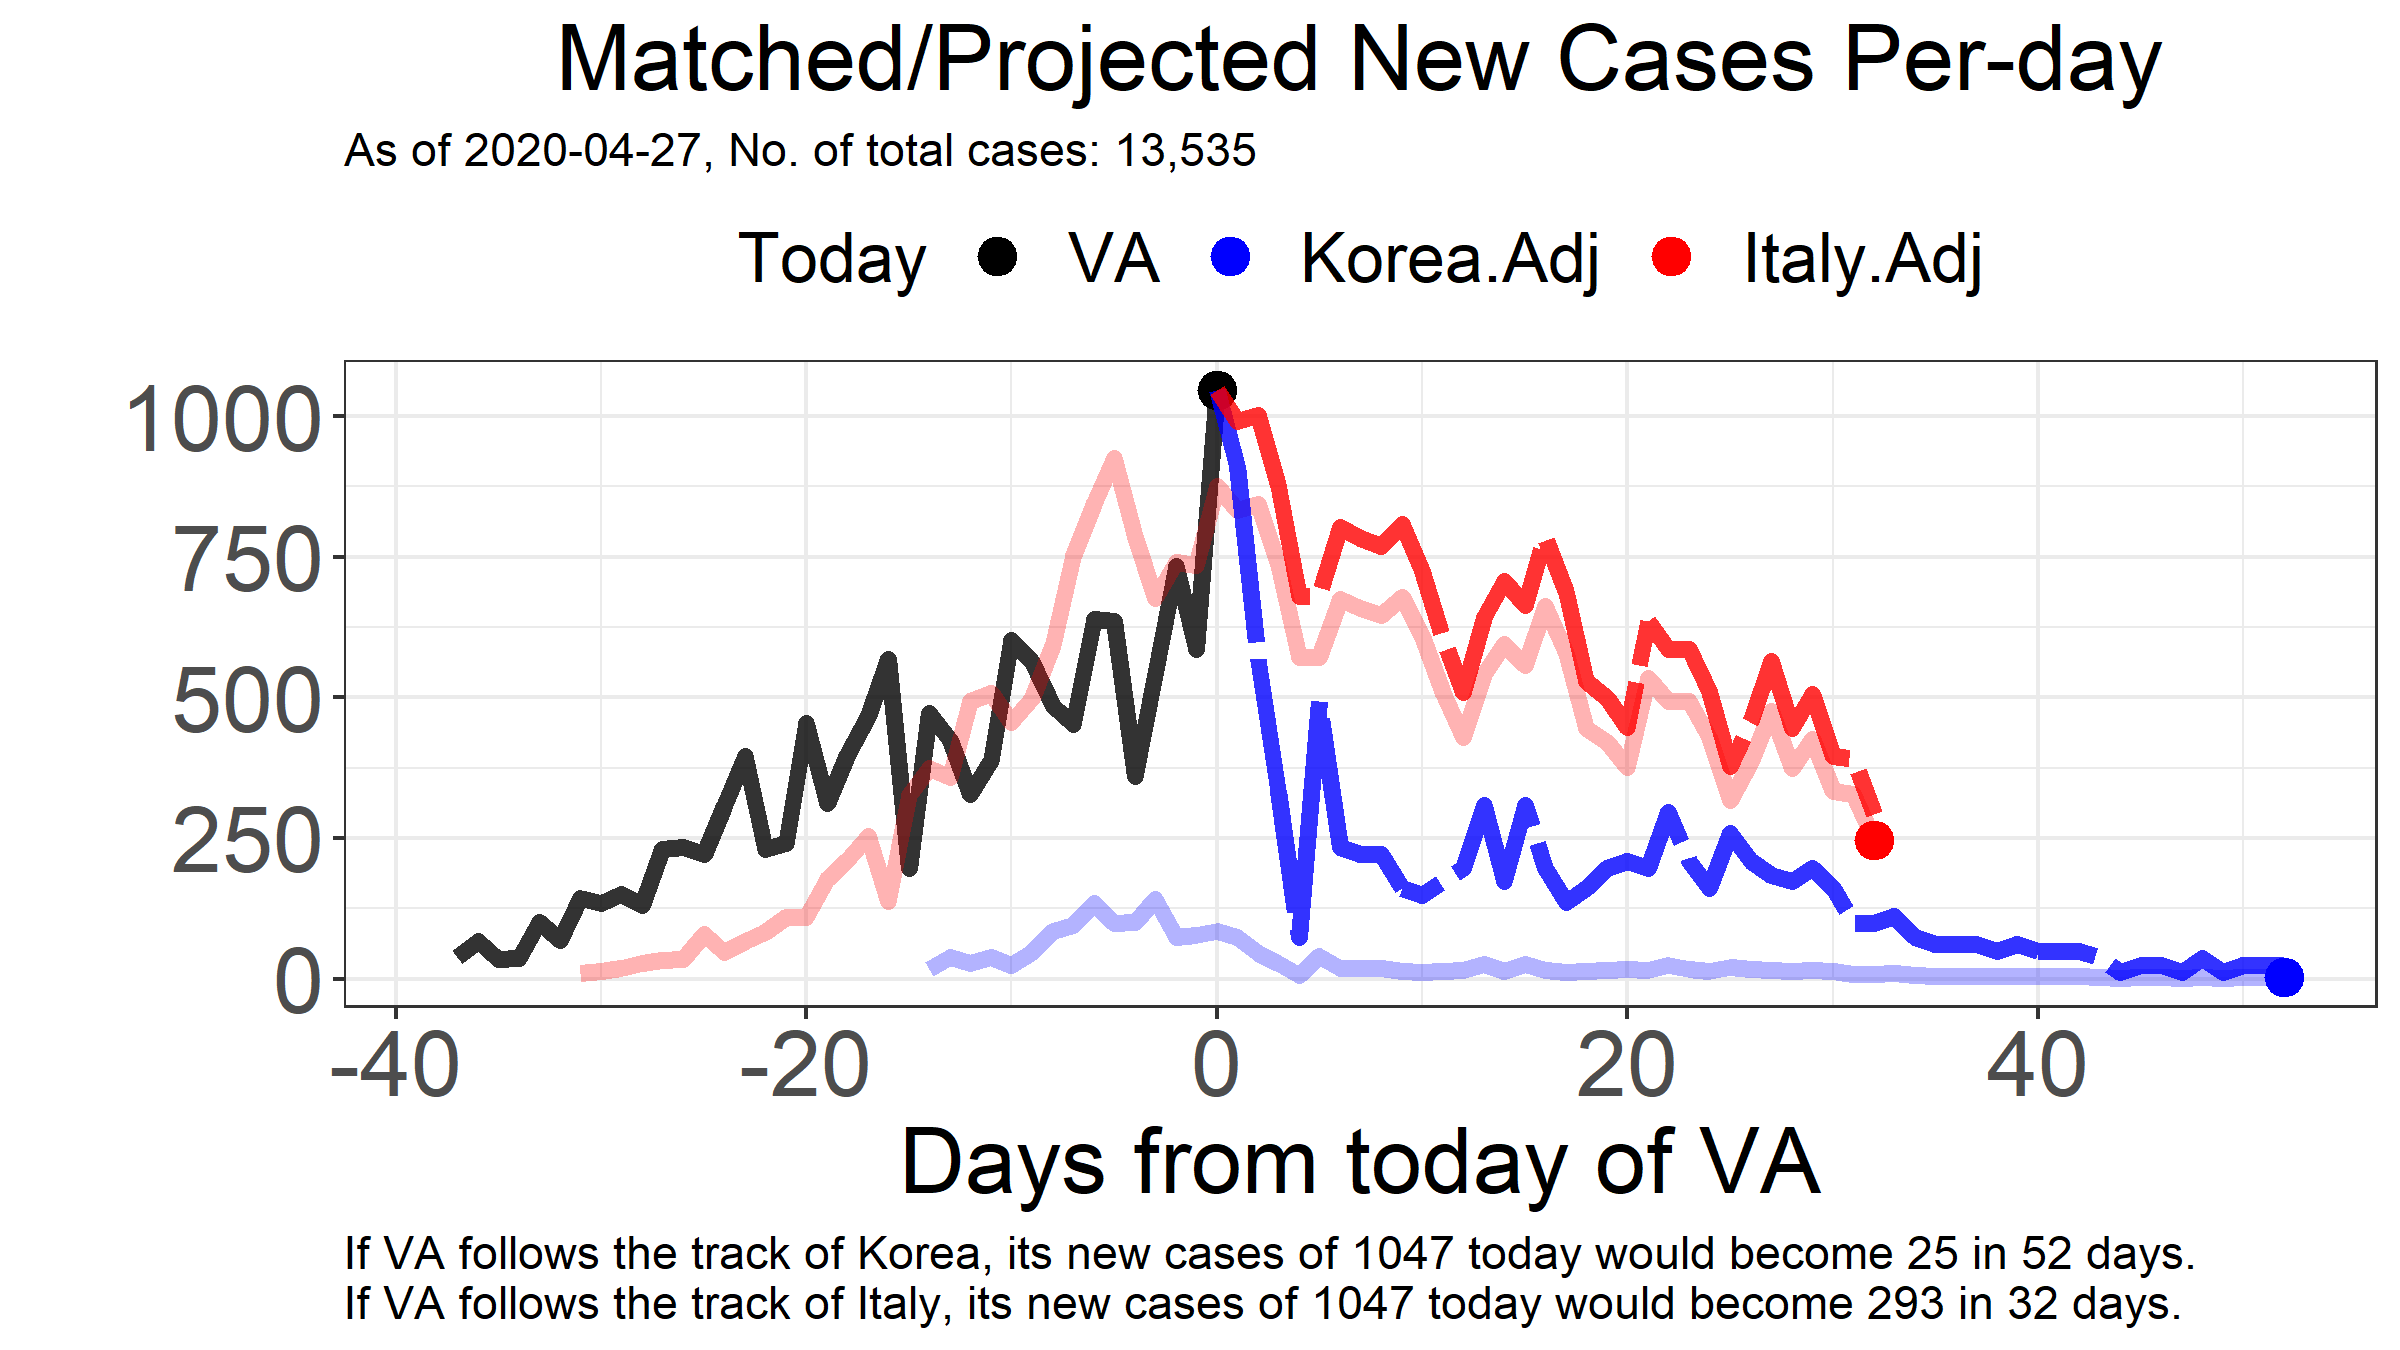 Matched/Projected New Cases Per-day
As of 2020-04-27, No. of total cases: 13,535
Today VA Korea.Adj Italy.Adj
1000
750
500
250
0
-40 -20 0 20 40
Days from today of VA
If VA follows the track of Korea, its new cases of 1047 today would become 25 in 52 days.
If VA follows the track of Italy, its new cases of 1047 today would become 293 in 32 days.